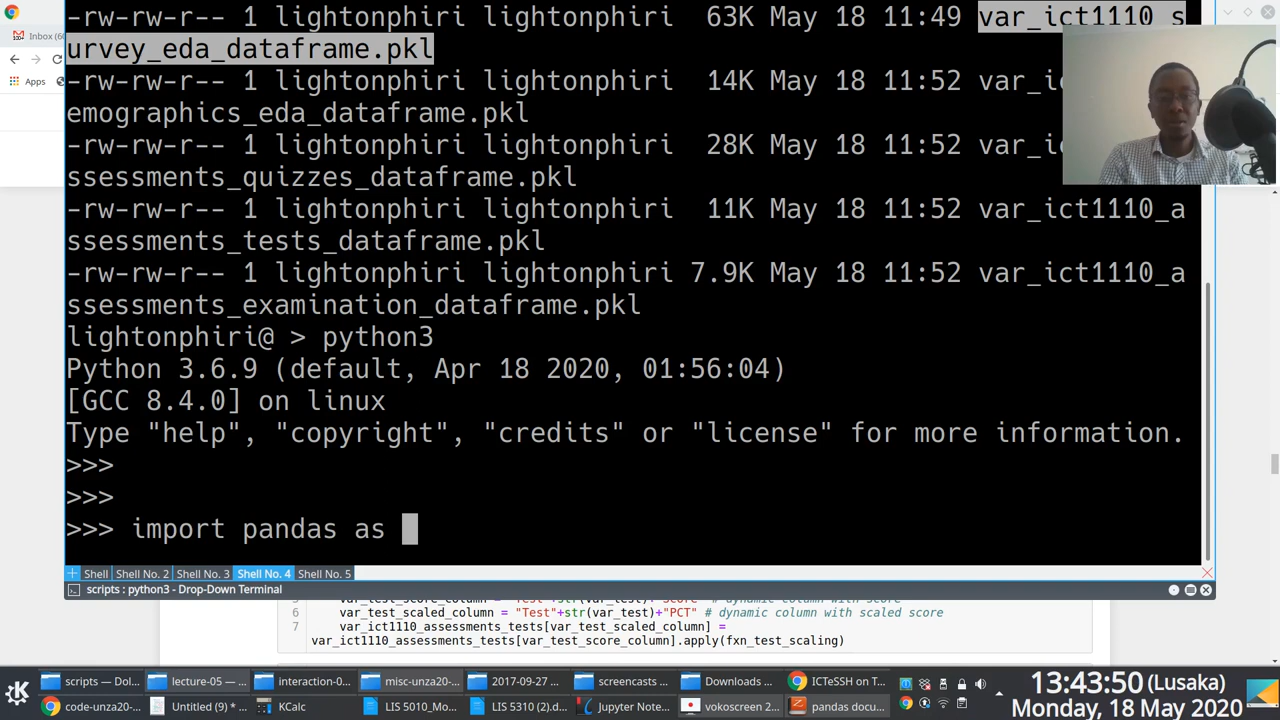 -rw-rw-r-- 1 lightonphiri lightonphiri 63K May 18 11:49 var_ict1110_s
urvey_eda_dataframe.pkl
-rw-rw-r-- 1 lightonphiri lightonphiri 14K May 18 11:52
emographics_eda_dataframe.pkl
-rw-rw-r-- 1 lightonphiri lightonphiri 28K May 18 11:52
ssessments_quizzes_dataframe.pkl
-rw-rw-r-- 1 lightonphiri lightonphiri 11K May 18 11:52 var_ict1110_a
ssessments_tests_dataframe.pkl
-rw-rw-r-- 1 lightonphiri lightonphiri 7.9K May 18 11:52 var_ict1110_a
ssessments_examination_dataframe.pkl
lightonphiri@ > python3
Python 3.6.9 (default, Apr 18 2020, 01:56:04)
[GCC 8.4.0] on linux
Type "help", "copyright", "credits" or "license" for more information.
>>>
>>>
>>> import pandas as
Inbox (6
Apps
Shell Shell No. 2 Shell No. 3 Shell No. 4 Shell No. 5
scripts : python3 - Drop-Down Terminal
6 var_test_scaled_column = "Test"+str(var_test)+"PCT" # dynamic column with scaled score
7 var_ict1110_assessments_tests[var_test_scaled_column] =
var_ict1110_assessments_tests[var_test_score_column].apply(fxn_test_scaling)
scripts — Dol... lecture-05 — ... interaction-0... misc-unza20-... 2017-09-27 ... screencasts ... Downloads ... ICTeSSH on T...
code-unza20-... Untitled (9) * ... KCalc LIS 5010_Mo... LIS 5310 (2).d... Jupyter Note... vokoscreen 2... pandas docu...
13:43:50 (Lusaka)
Monday, 18 May 2020